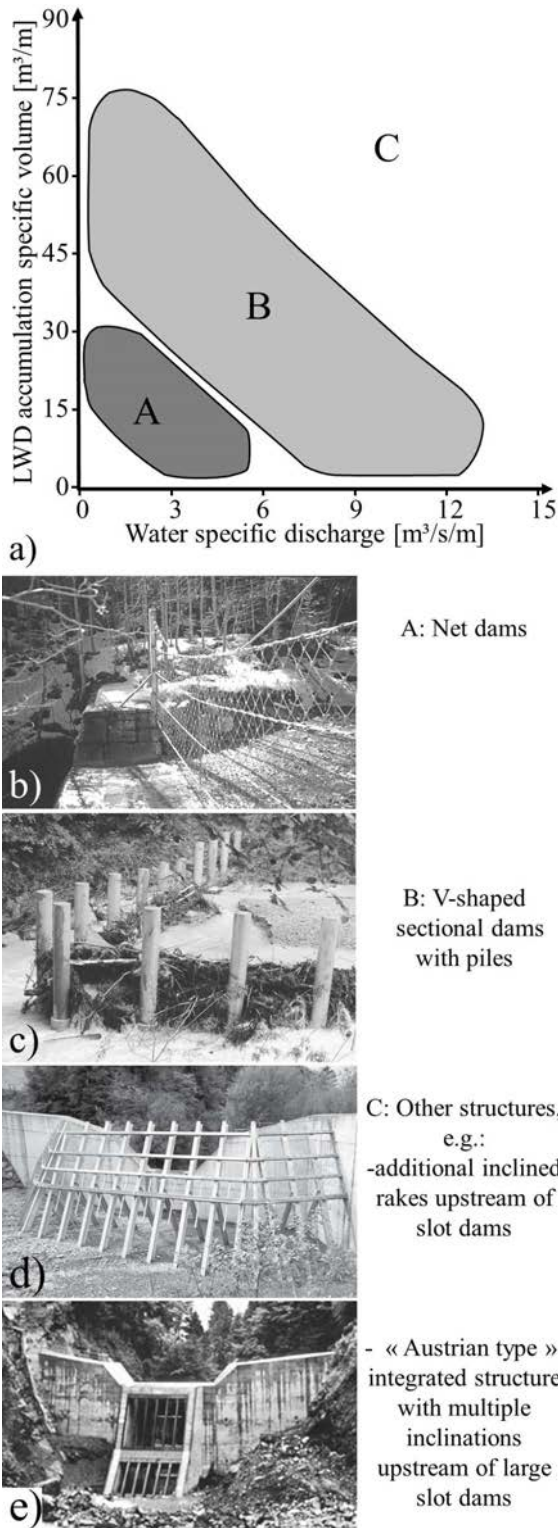 90
75
60
45
30
15
0
LWD accumulation specific volume [m³/m]
C
B
A
0 3 6 9 12 15
Water specific discharge [m³/s/m]
a)
A: Net dams
b)
B: V-shaped
sectional dams
with piles
c)
C: Other structures,
e.g.:
-additional inclined
rakes upstream of
slot dams
d)
- « Austrian type »
integrated structure
with multiple
inclinations
upstream of large
slot dams
e)